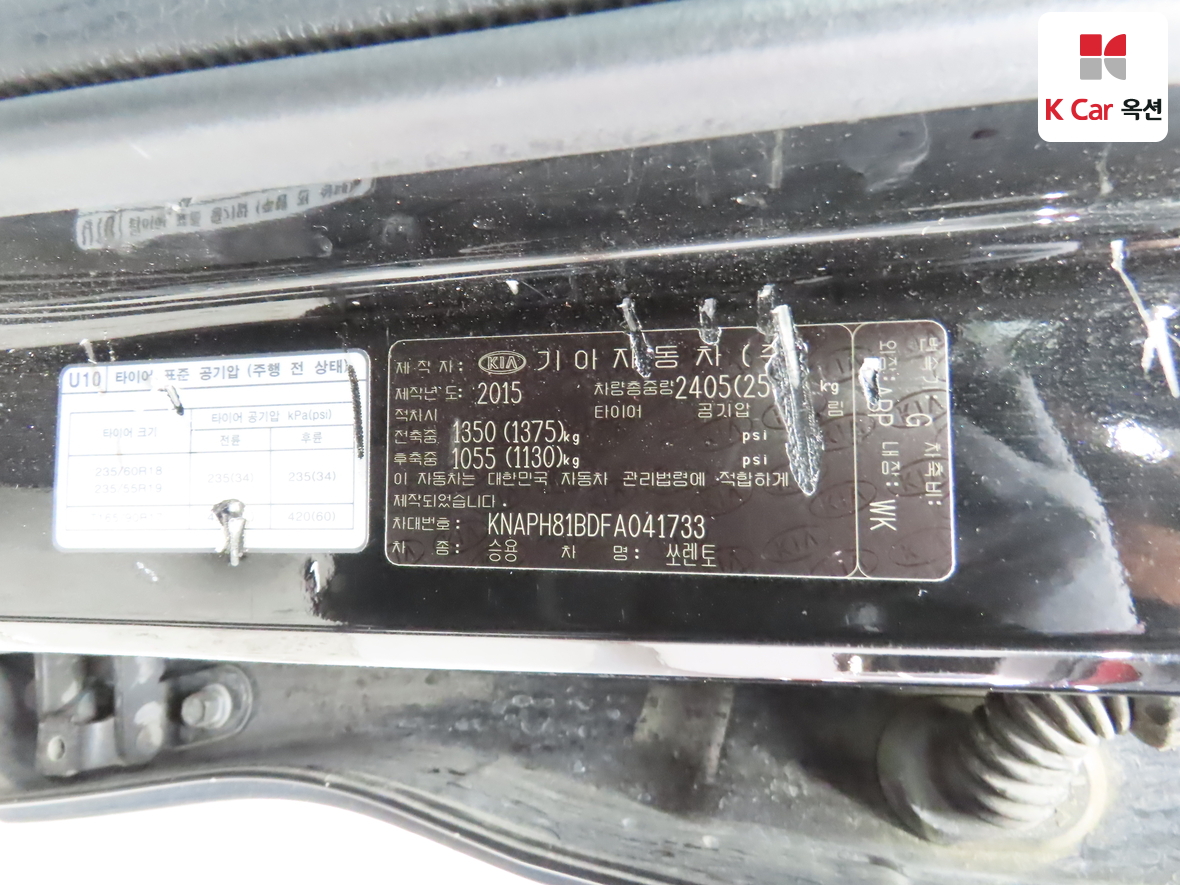 K Car 옥션
U10 타이어 표준 공기압 (주행 전 상태)
타이어 크기
타이어 공기압 kPa(psi)
전륜 후륜
235/60R18
235/55R19
235(34) 235(34)
420(60)
제 작 자: KIA 기아자동차
제작년도: 2015 차량총중량 2405(25 kg
적차시 타이어 공기압 림
전축중 1350 (1375)kg psi
후축중 1055 (1130)kg psi
이 자동차는 대한민국 자동차 관리법령에 적합하게
제작되었습니다.
차대번호: KNAPH81BDFA041733
차 종: 승용 차 명: 쏘렌토
변속기: G 지축비:
외장: ABP 내장: WK